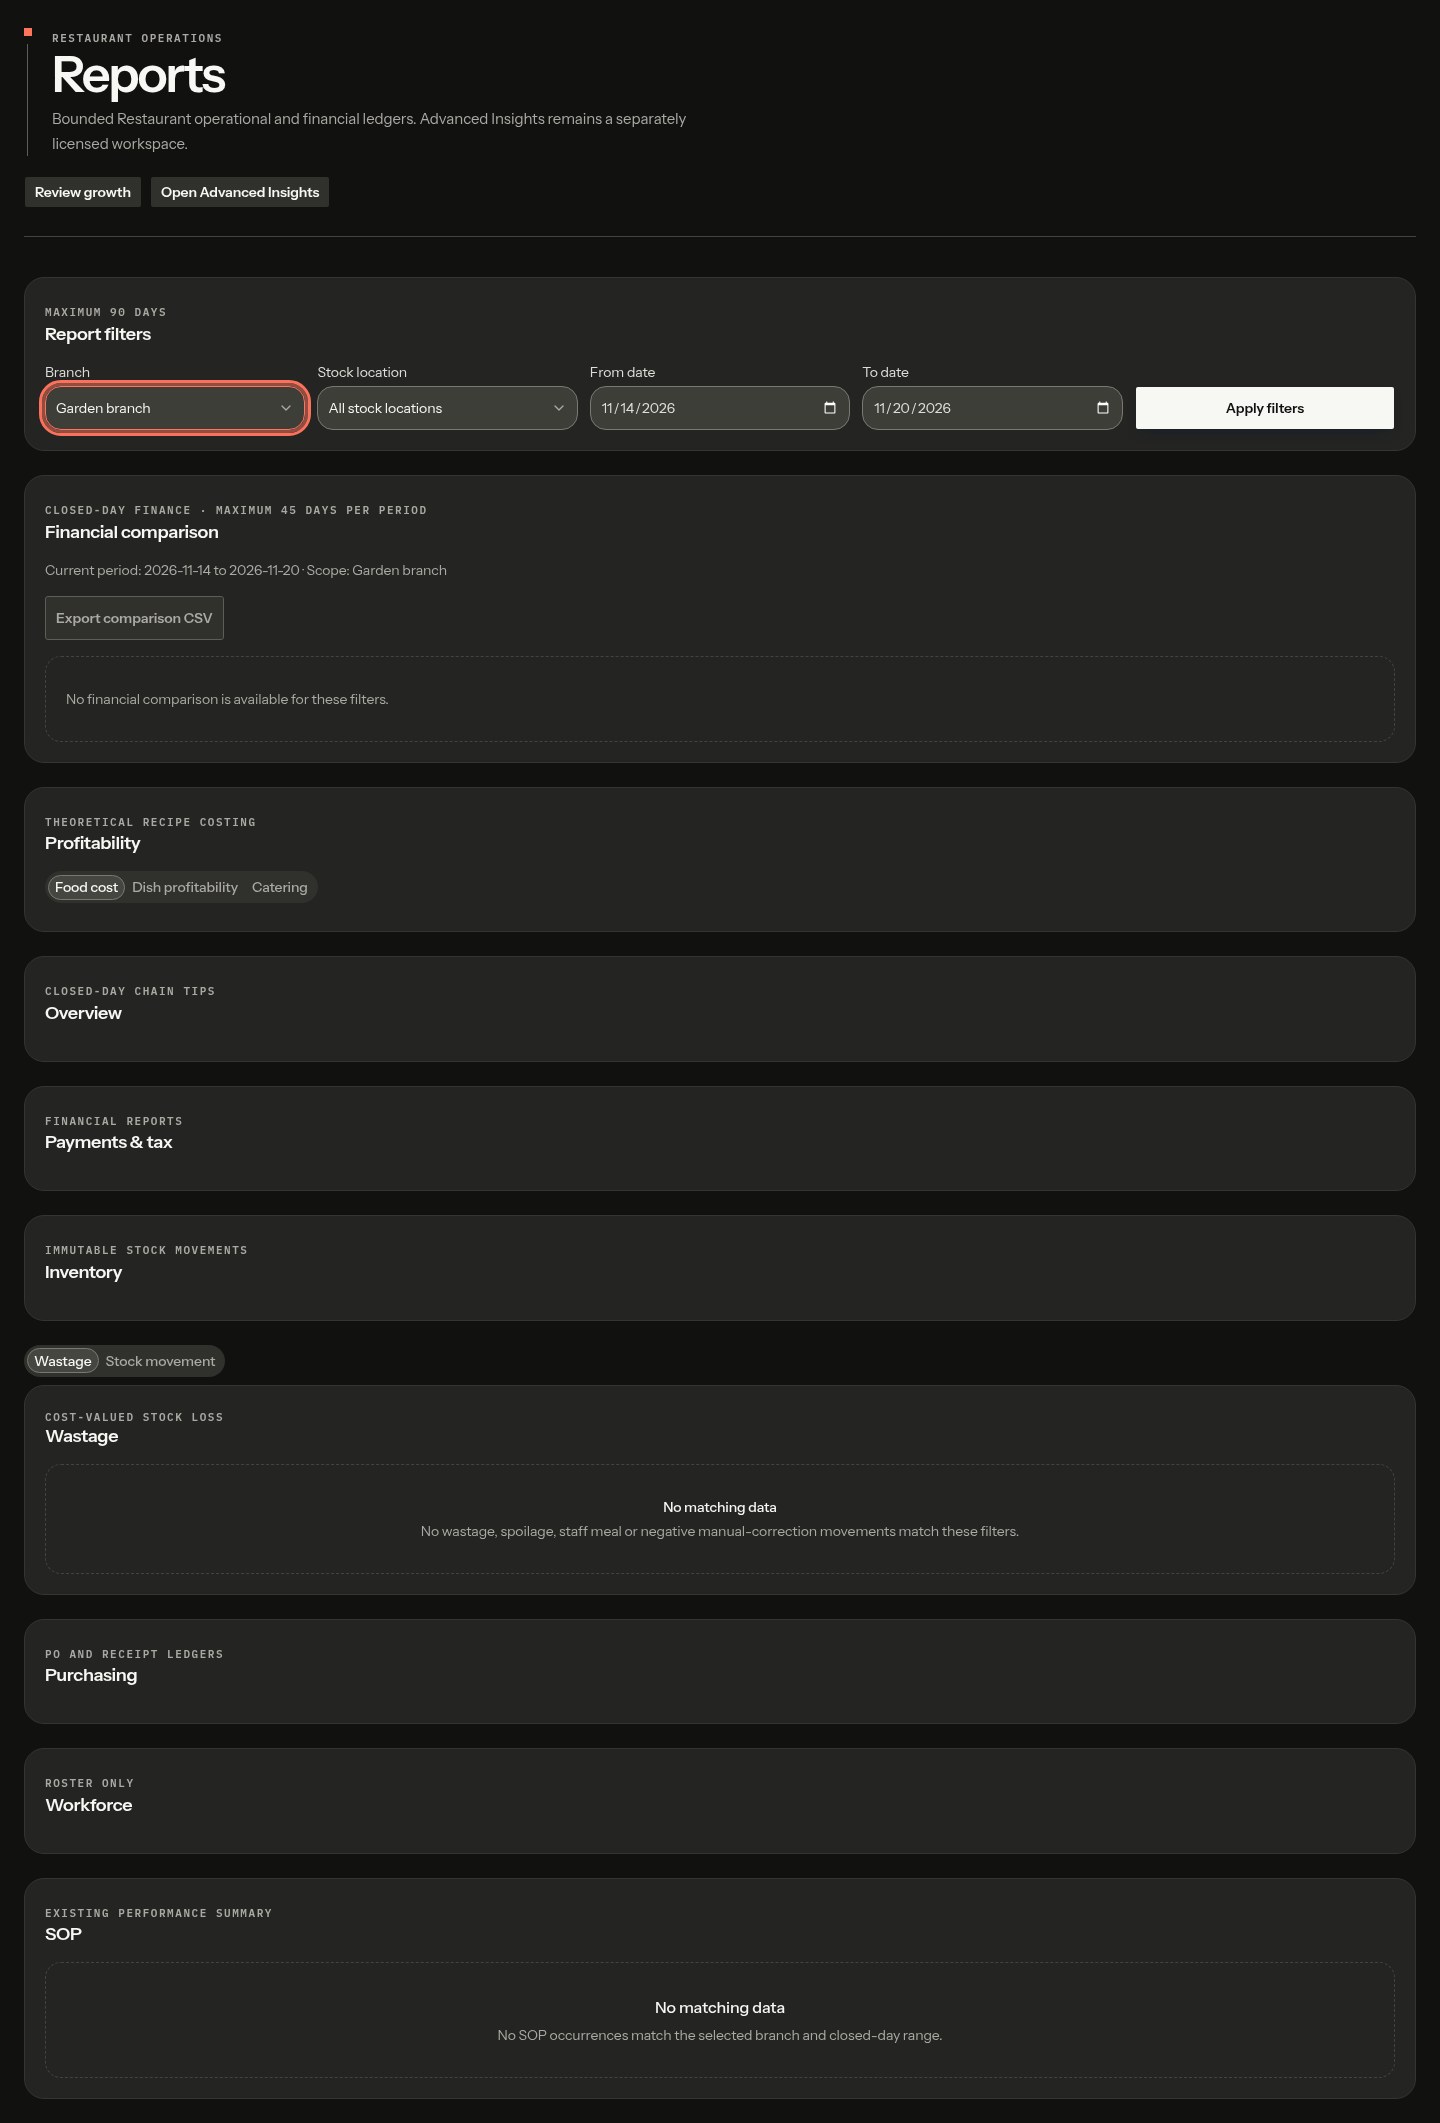 RESTAURANT OPERATIONS
Reports
Bounded Restaurant operational and financial ledgers. Advanced Insights remains a separately
licensed workspace.
Review growth
Open Advanced Insights
MAXIMUM 90 DAYS
Report filters
Branch
Stock location
From date
To date
Garden branch
All stock locations
11/14/2026
11/20/2026
Apply filters
CLOSED-DAY FINANCE · MAXIMUM 45 DAYS PER PERIOD
Financial comparison
Current period: 2026-11-14 to 2026-11-20 · Scope: Garden branch
Export comparison CSV
No financial comparison is available for these filters.
THEORETICAL RECIPE COSTING
Profitability
Food cost
Dish profitability
Catering
CLOSED-DAY CHAIN TIPS
Overview
FINANCIAL REPORTS
Payments & tax
IMMUTABLE STOCK MOVEMENTS
Inventory
Wastage
Stock movement
COST-VALUED STOCK LOSS
Wastage
No matching data
No wastage, spoilage, staff meal or negative manual-correction movements match these filters.
PO AND RECEIPT LEDGERS
Purchasing
ROSTER ONLY
Workforce
EXISTING PERFORMANCE SUMMARY
SOP
No matching data
No SOP occurrences match the selected branch and closed-day range.